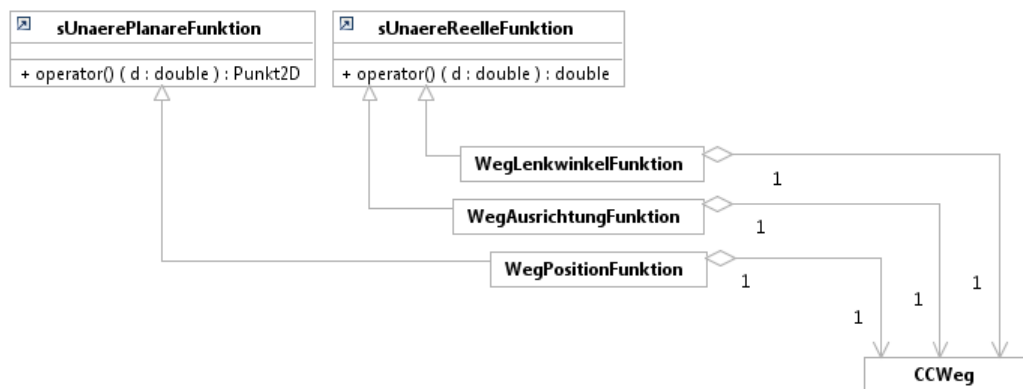 sUnaerePlanareFunktion
sUnaereReelleFunktion
+ operator() ( d : double ) : Punkt2D
+ operator() ( d : double ) : double
WegLenkwinkelFunktion
1
WegAusrichtungFunktion
1
WegPositionFunktion
1
1
1
1
CCWeg